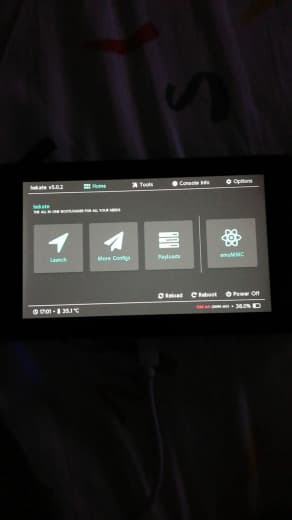 hekate v5.0.2 Home Tools Console Info Options
hekate
THE ALL IN ONE BOOTLOADER FOR ALL YOUR NEEDS
Launch More Configs Payloads emuMMC
Reload Reboot Power Off
17:01 • 35.1 °C 36.0%